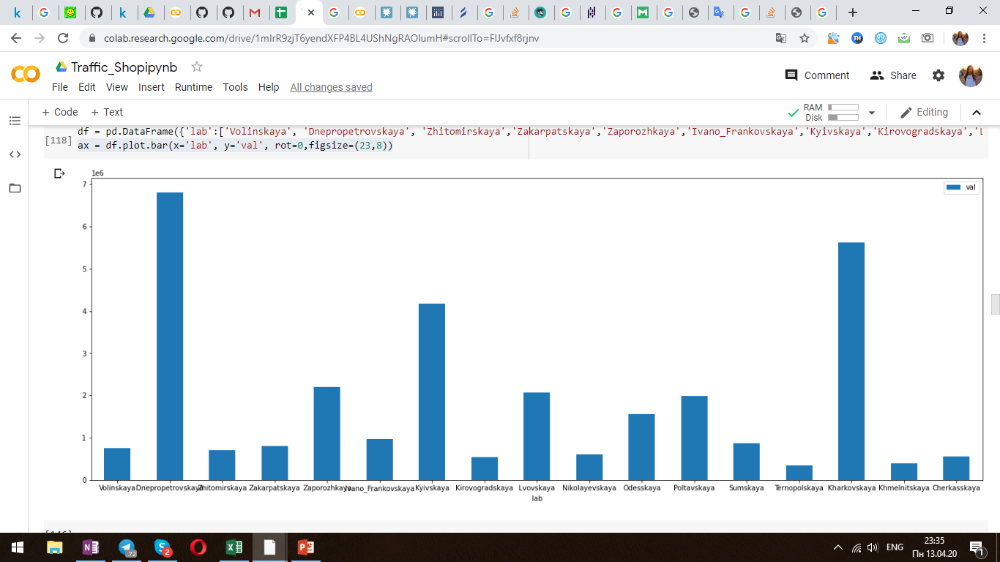 colab.research.google.com/drive/1mIrR9zjT6yendXFP4BL4UShNgRAOIumH#scrollTo=FlJvfxf8rjnv
Traffic_Shopipynb
Comment Share
File Edit View Insert Runtime Tools Help All changes saved
+ Code + Text
RAM
Disk
Editing
[118]
df = pd.DataFrame({'lab':['Volinskaya', 'Dnepropetrovskaya', 'Zhitomirskaya','Zakarpatskaya','Zaporozhkaya','Ivano_Frankovskaya','Kyivskaya','Kirovogradskaya',
ax = df.plot.bar(x='lab', y='val', rot=0,figsize=(23,8))
1e6
val
7
6
5
4
3
2
1
0
Volinskaya Dnepropetrovskaya Zhitomirskaya Zakarpatskaya Zaporozhkaya Ivano_Frankovskaya Kyivskaya Kirovogradskaya Lvovskaya Nikolayevskaya Odesskaya Poltavskaya Sumskaya Ternopolskaya Kharkovskaya Khmelnitskaya Cherkasskaya
lab
72
2
ENG
23:35
Пн 13.04.20
1